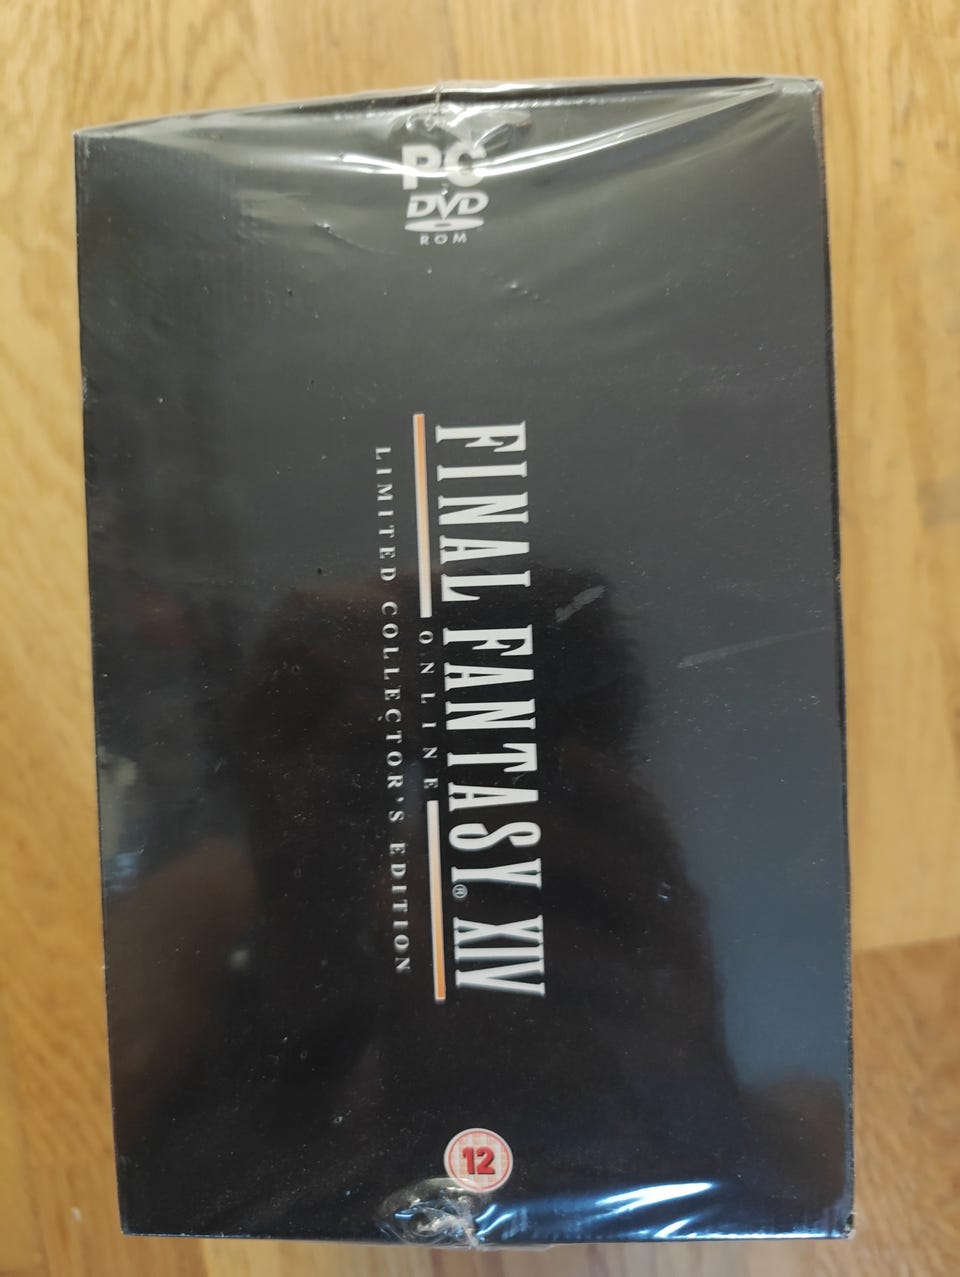 PC
DVD
ROM
FINAL FANTASY® XIV
ONLINE
LIMITED COLLECTOR'S EDITION
12